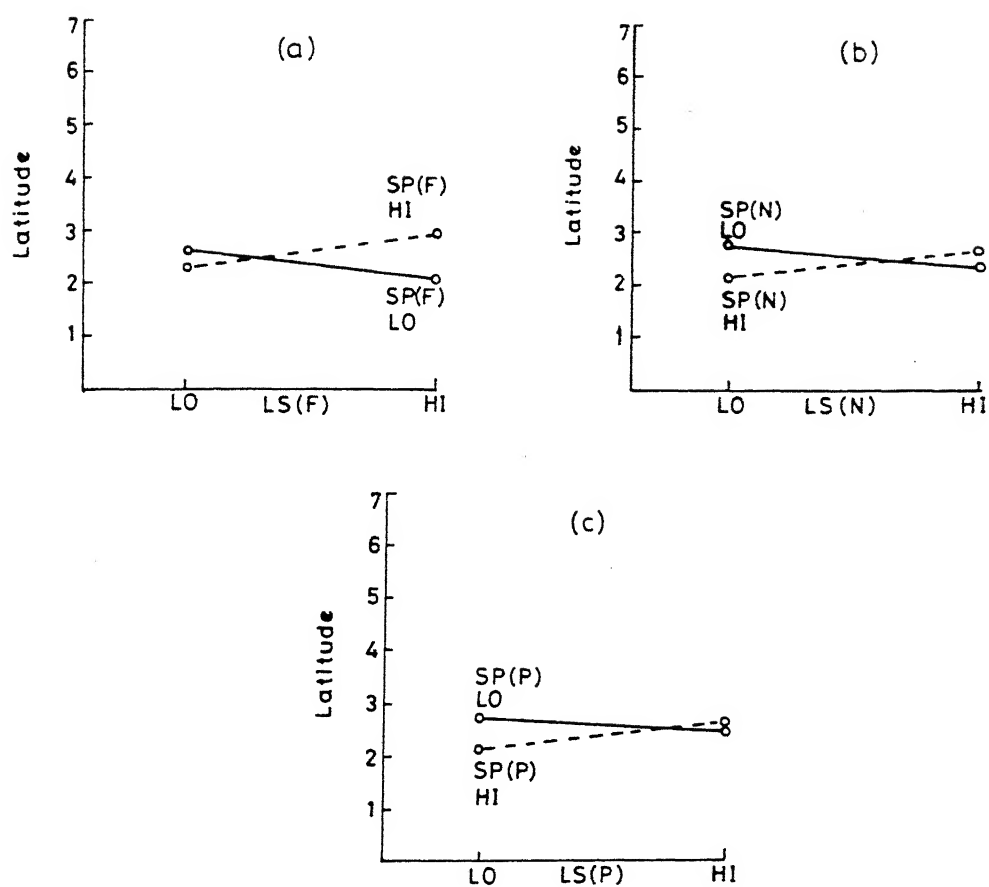 (a)
7
6
5
4
3
2
1
Latitude
SP(F)
HI
SP(F)
LO
LO LS(F) HI
(b)
7
6
5
4
3
2
1
Latitude
SP(N)
LO
SP(N)
HI
LO LS(N) HI
(c)
7
6
5
4
3
2
1
Latitude
SP(P)
LO
SP(P)
HI
LO LS(P) HI